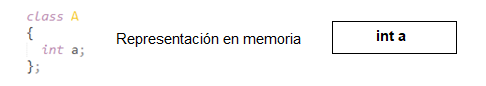 class A
{
int a;
};
Representación en memoria
int a